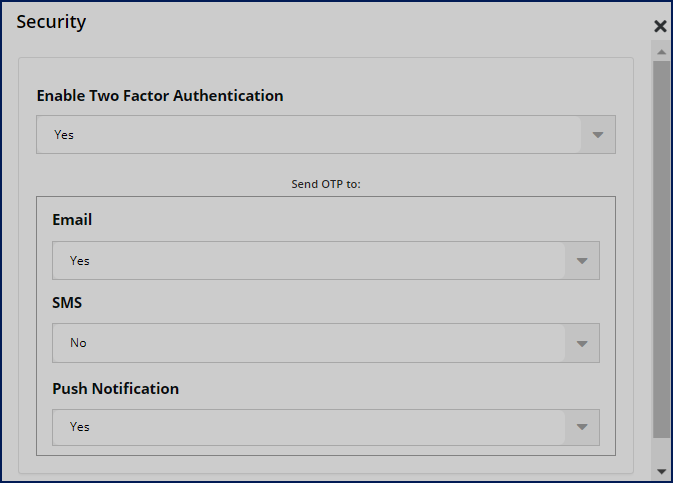 Security
Enable Two Factor Authentication
Yes
Send OTP to:
Email
Yes
SMS
No
Push Notification
Yes